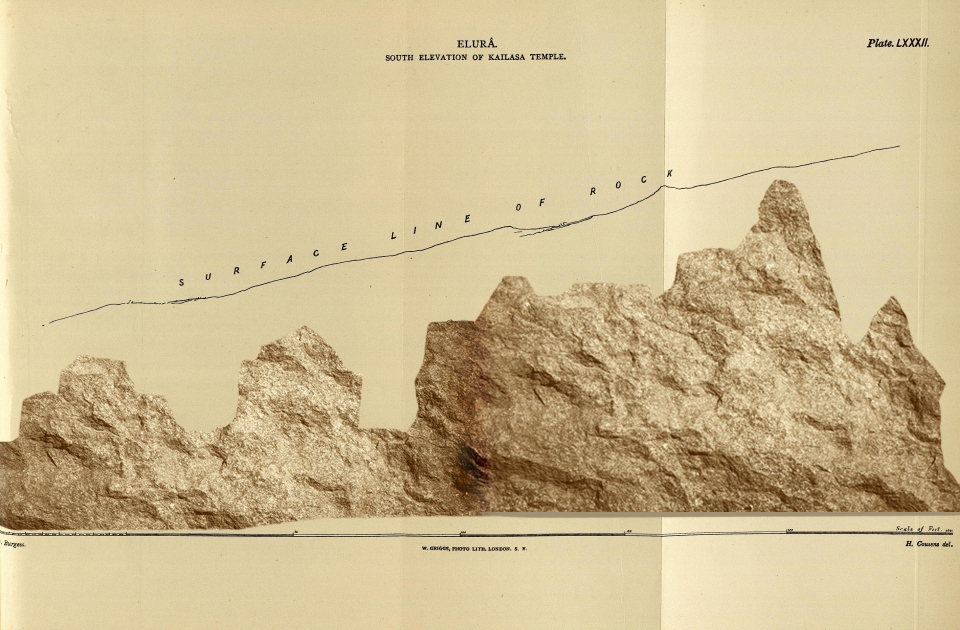 ELURÂ.
SOUTH ELEVATION OF KAILASA TEMPLE.
Plate. LXXXII.
SURFACE LINE OF ROCK
Scale of Feet.
Burgess.
W. GRIGGS, PHOTO LITH. LONDON. S. E.
H. Cousens del.